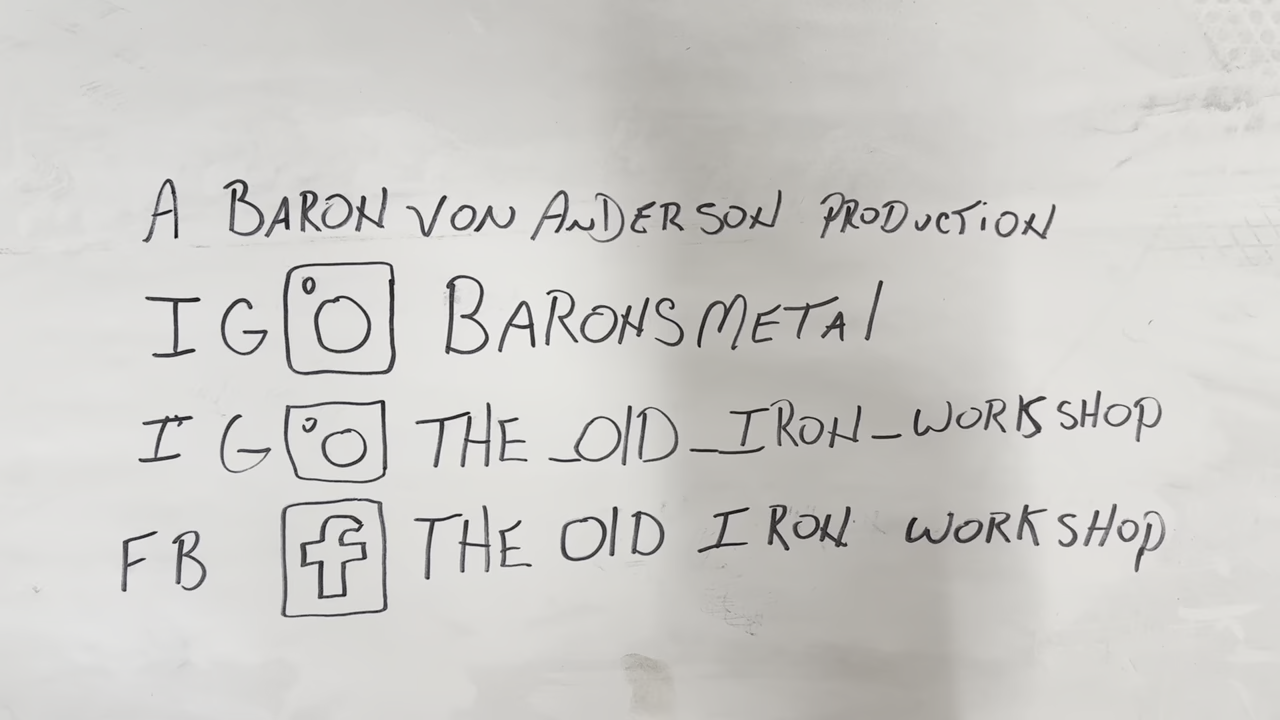 A BARON VON ANDERSON PRODUCTION
IG BARONSMETAl
IG THE_OlD_IRON_WORKSHOP
FB f THE OlD IRON WORKSHOP